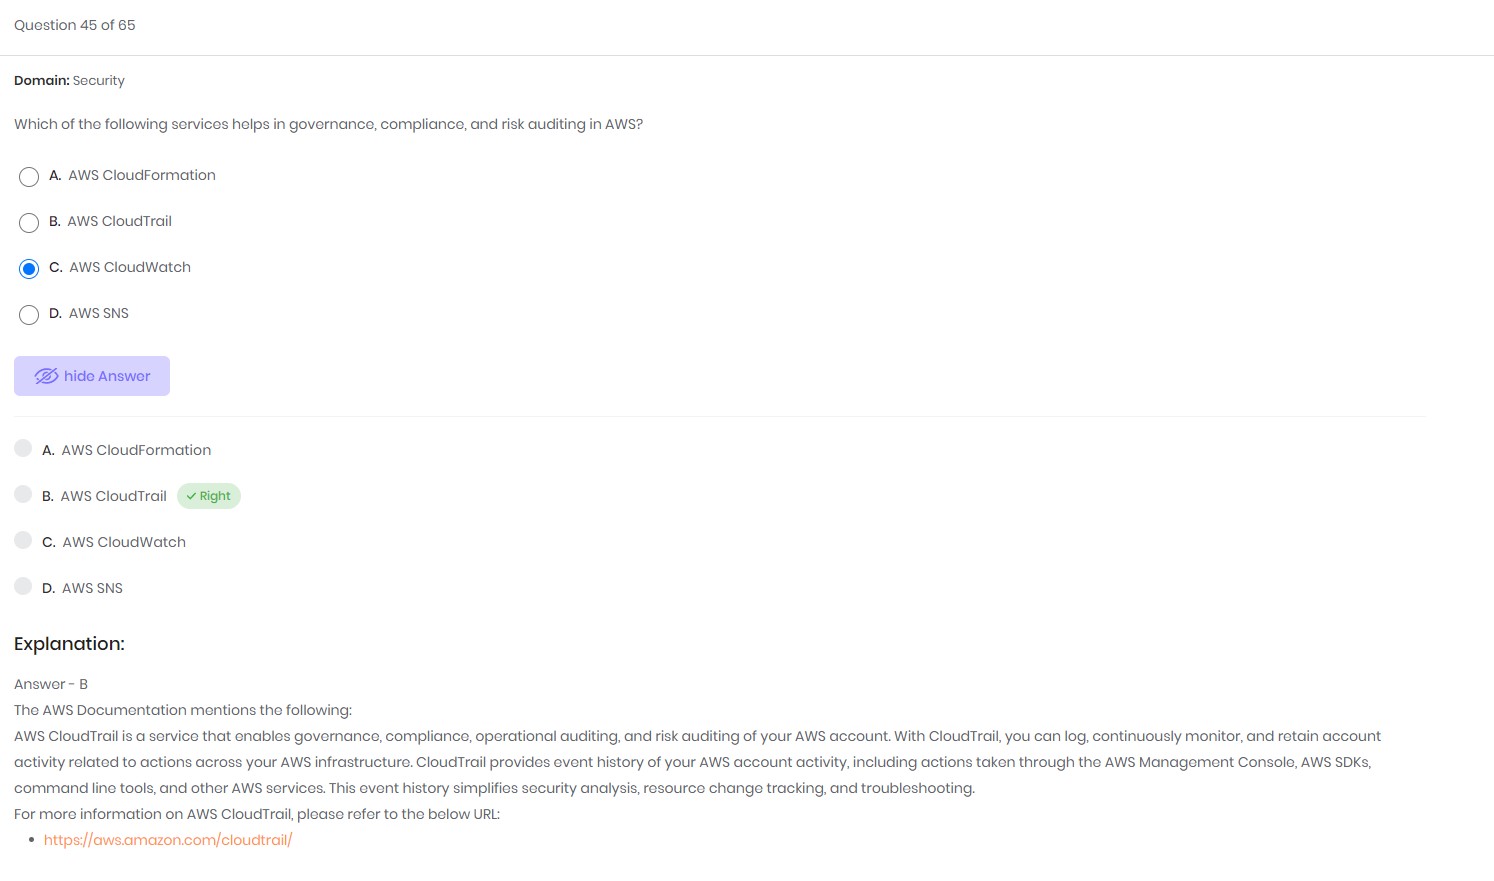 Question 45 of 65
Domain: Security
Which of the following services helps in governance, compliance, and risk auditing in AWS?
A. AWS CloudFormation
B. AWS CloudTrail
C. AWS CloudWatch
D. AWS SNS
hide Answer
A. AWS CloudFormation
B. AWS CloudTrail Right
C. AWS CloudWatch
D. AWS SNS
Explanation:
Answer - B
The AWS Documentation mentions the following:
AWS CloudTrail is a service that enables governance, compliance, operational auditing, and risk auditing of your AWS account. With CloudTrail, you can log, continuously monitor, and retain account
activity related to actions across your AWS infrastructure. CloudTrail provides event history of your AWS account activity, including actions taken through the AWS Management Console, AWS SDKs,
command line tools, and other AWS services. This event history simplifies security analysis, resource change tracking, and troubleshooting.
For more information on AWS CloudTrail, please refer to the below URL:
• https://aws.amazon.com/cloudtrail/